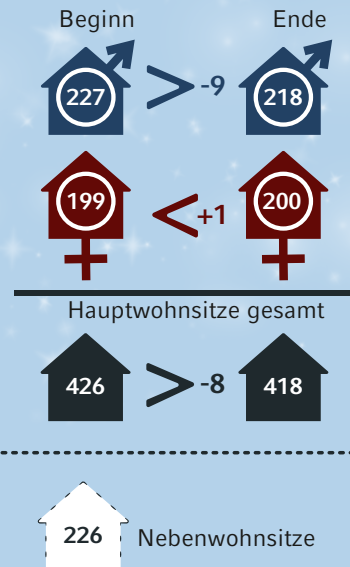 Beginn Ende
227 > -9 218
199 < +1 200
Hauptwohnsitze gesamt
426 > -8 418
226 Nebenwohnsitze